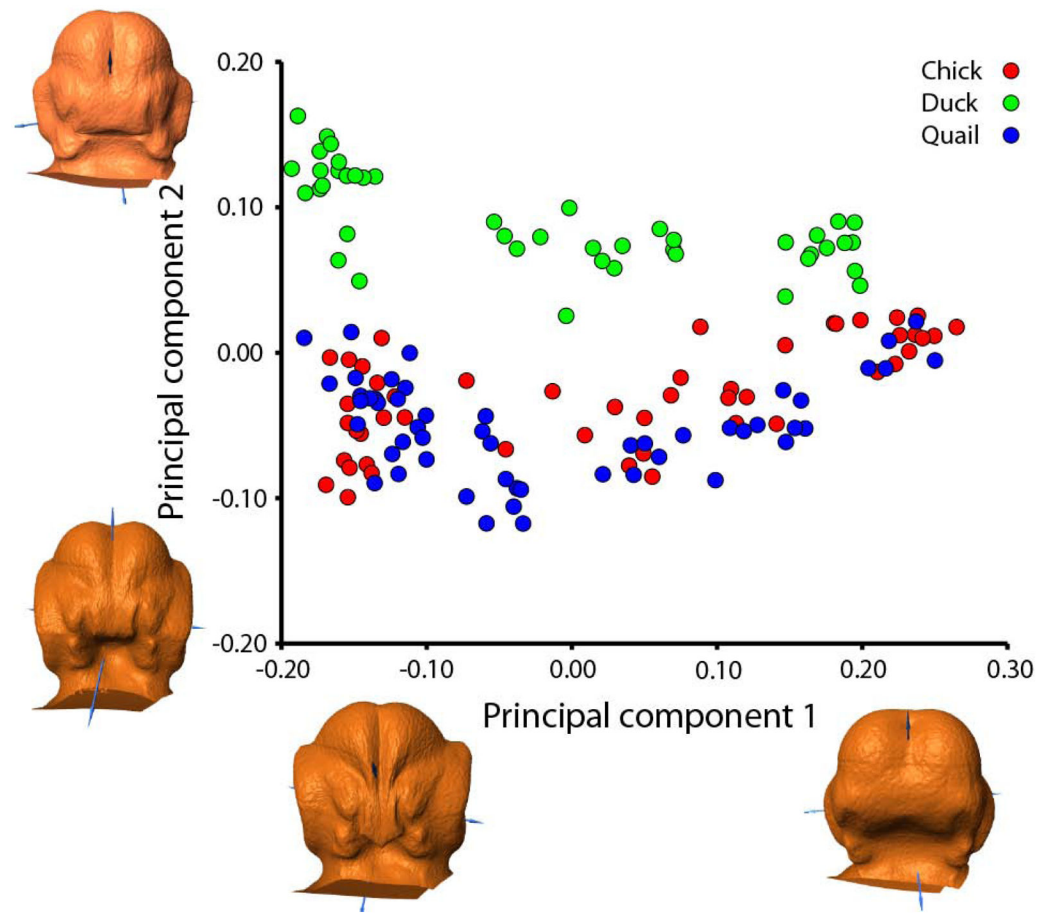 0.20
0.10
0.00
-0.10
-0.20
Principal component 2
Chick
Duck
Quail
-0.20 -0.10 0.00 0.10 0.20 0.30
Principal component 1